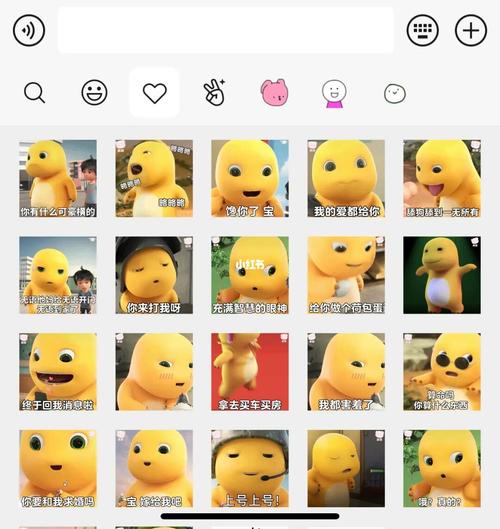 你有什么可豪横的
略略略
略略略
略略略
馋你了 宝
我的爱都给你
舔狗舔到一无所有
无语他妈给无语开门
无语到家了
你来打我呀
小红书
充满智慧的眼神
给你做个荷包蛋
终于回我消息啦
拿去买车买房
我都害羞了
算命吗
你算什么东西
你要和我求婚吗
宝 嫁给我吧
上号上号！
哦？真的？